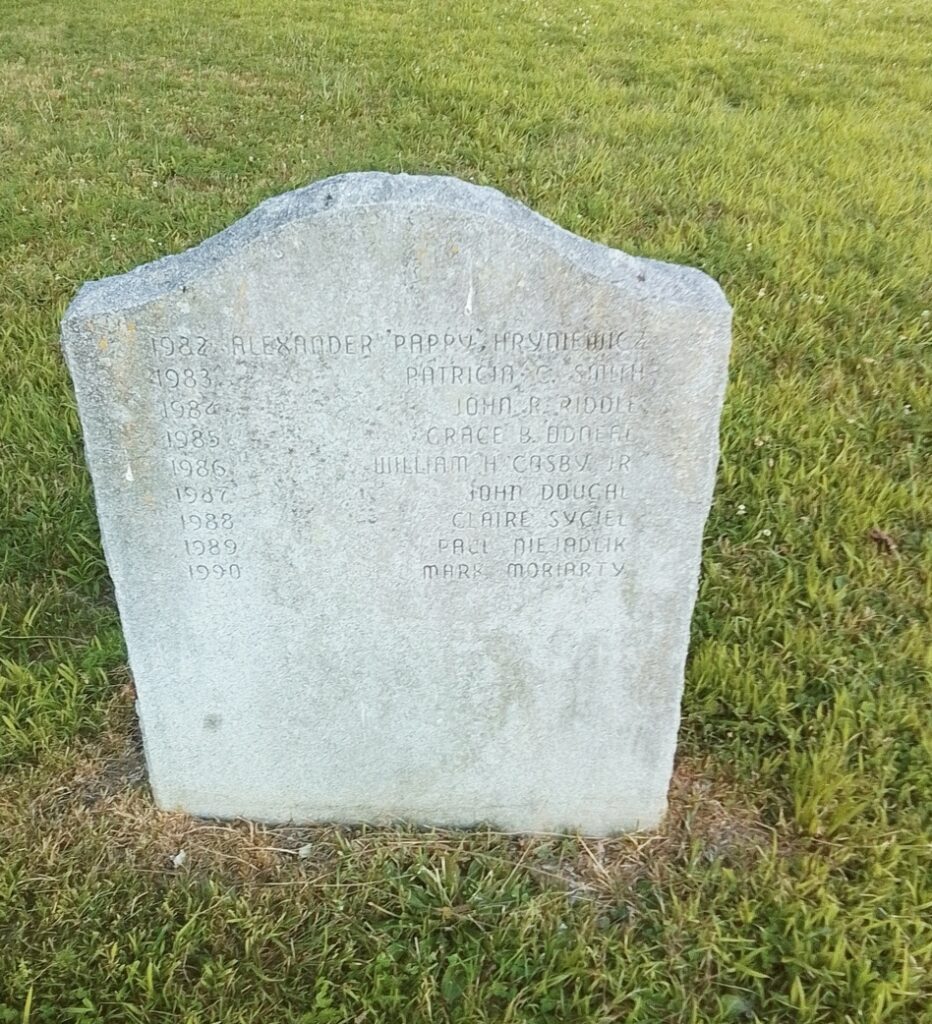 1982 ALEXANDER "PAPPY" HRYNIEWICZ
1983 PATRICIA C. SMITH
1984 JOHN R. RIDDLE
1985 GRACE B. ODNEAL
1986 WILLIAM H. CASBY JR
1987 JOHN DOUGAL
1988 CLAIRE SYCIEL
1989 PAUL NIEJADLIK
1990 MARK MORIARTY